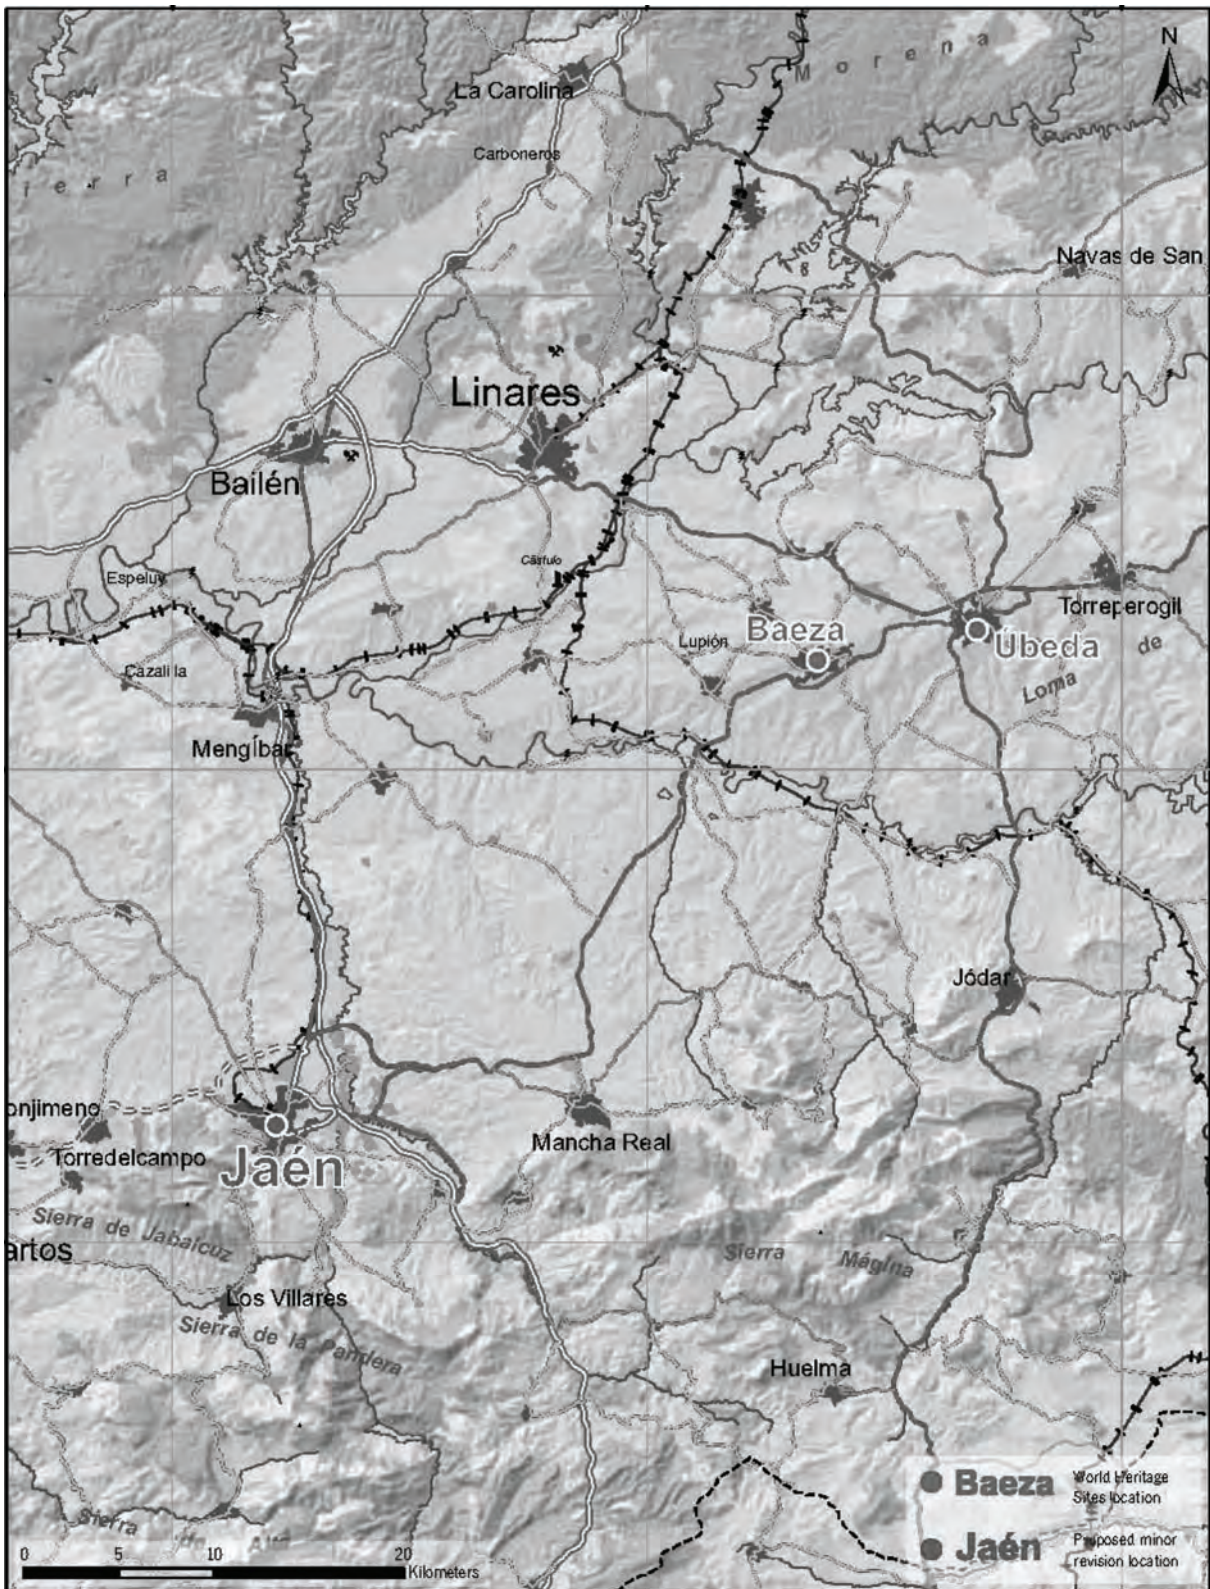 N
Morena
La Carolina
Carboneros
ierra
Navas de San
Linares
Bailén
Cástulo
Espeluy
Torreperogil
Baeza
Úbeda
Lupión
de
Loma
Cazalilla
Mengíbar
Jódar
onjimeno
Torredelcampo
Jaén
Mancha Real
Sierra de Jabalcuz
artos
Sierra Mágina
Los Villares
Sierra de la Pandera
Huelma
Baeza World Heritage
Sites location
Sierra de
Jaén Proposed minor
revision location
0 5 10 20
Kilometers